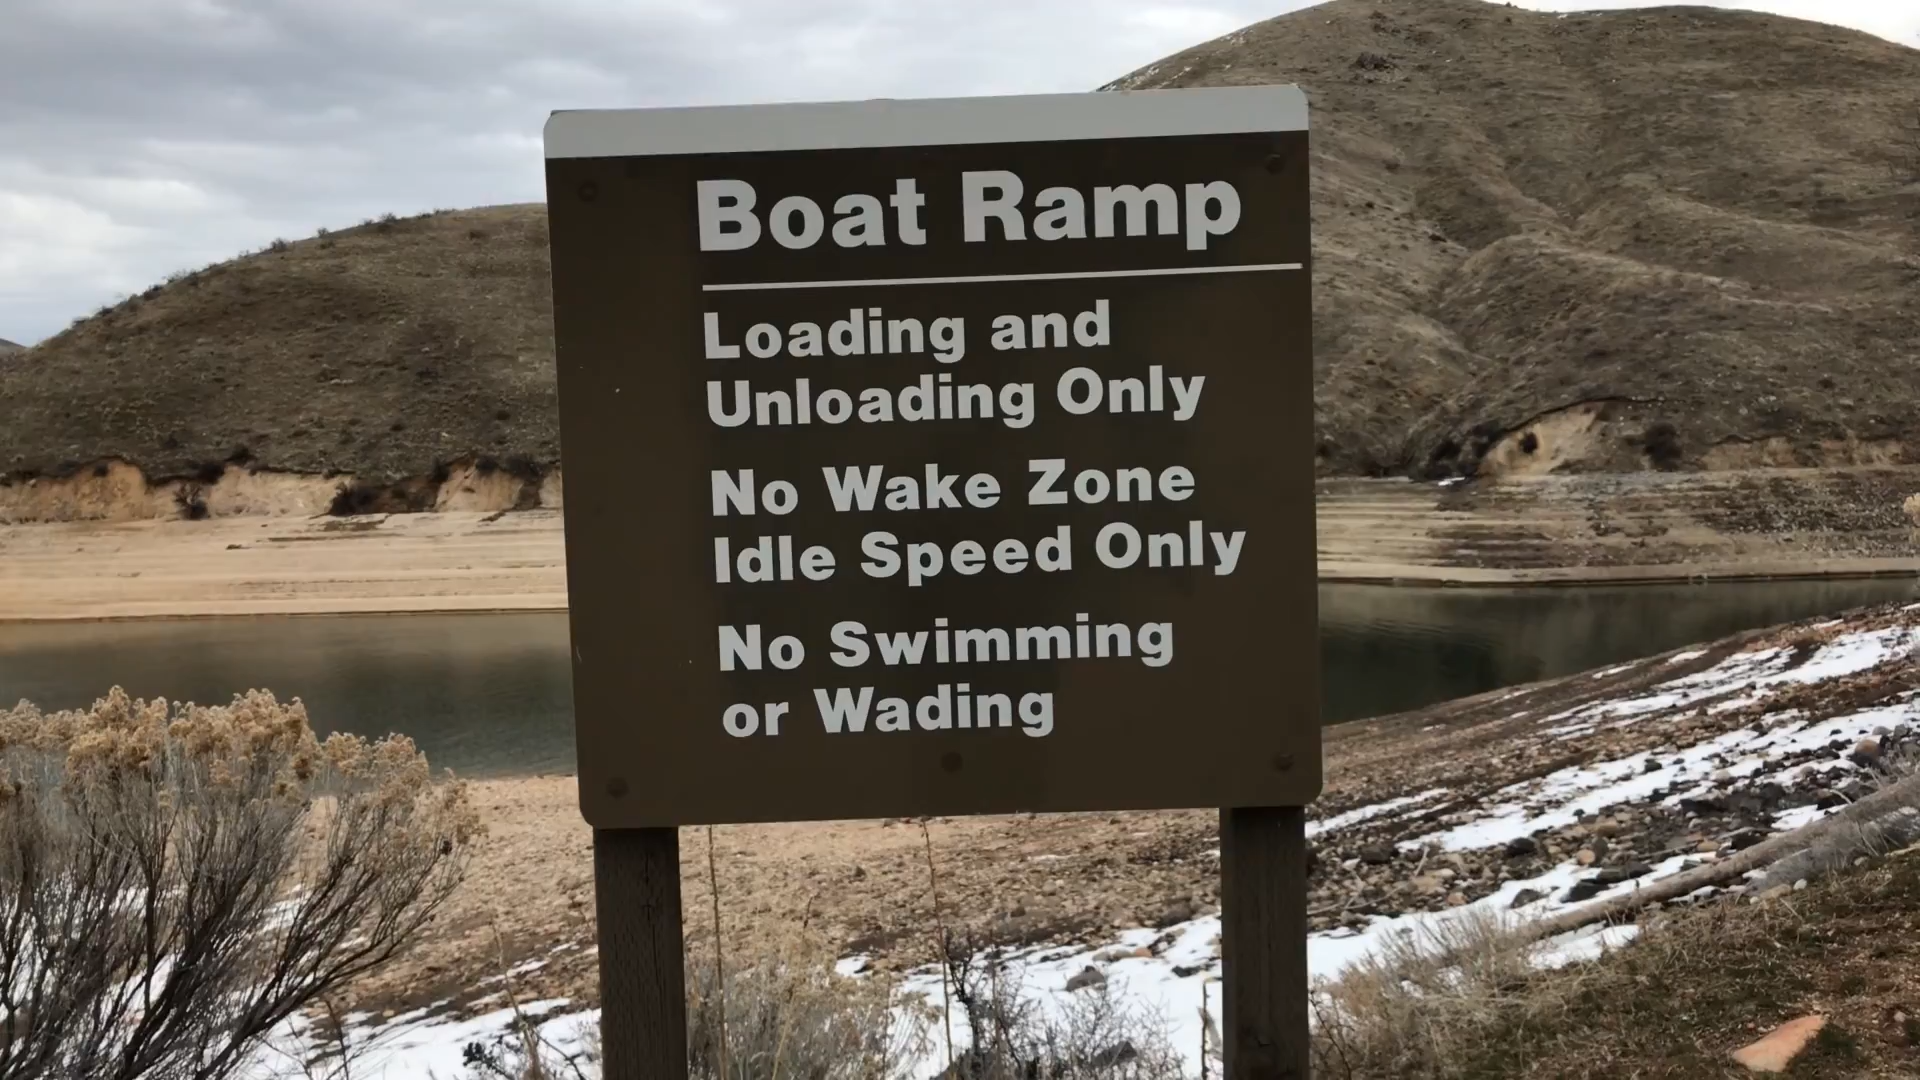 Boat Ramp
Loading and
Unloading Only
No Wake Zone
Idle Speed Only
No Swimming
or Wading